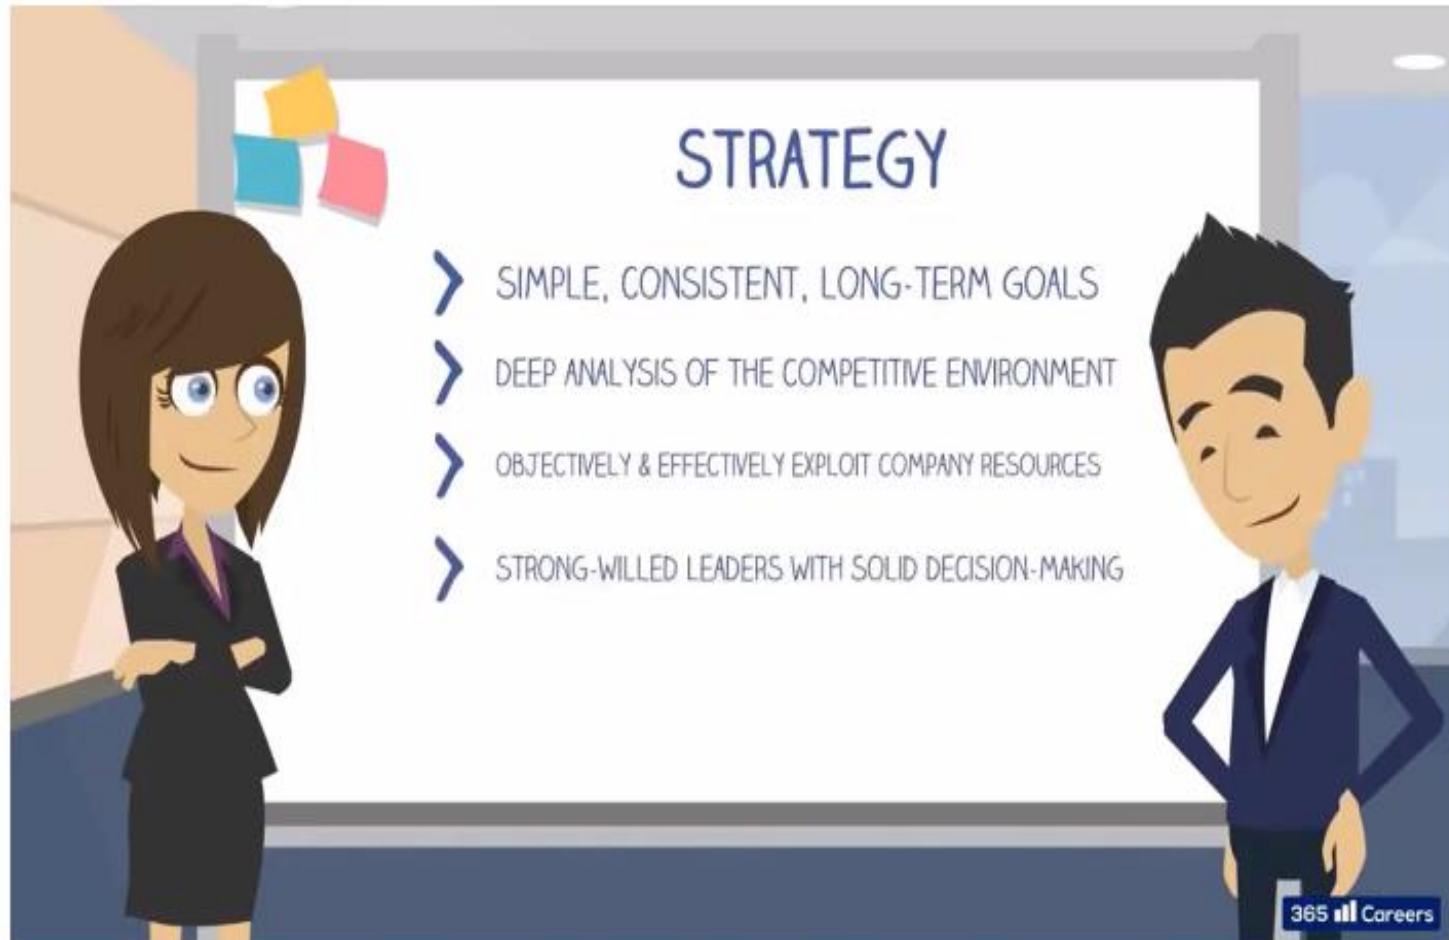 STRATEGY
SIMPLE, CONSISTENT, LONG-TERM GOALS
DEEP ANALYSIS OF THE COMPETITIVE ENVIRONMENT
OBJECTIVELY & EFFECTIVELY EXPLOIT COMPANY RESOURCES
STRONG-WILLED LEADERS WITH SOLID DECISION-MAKING
365 Careers